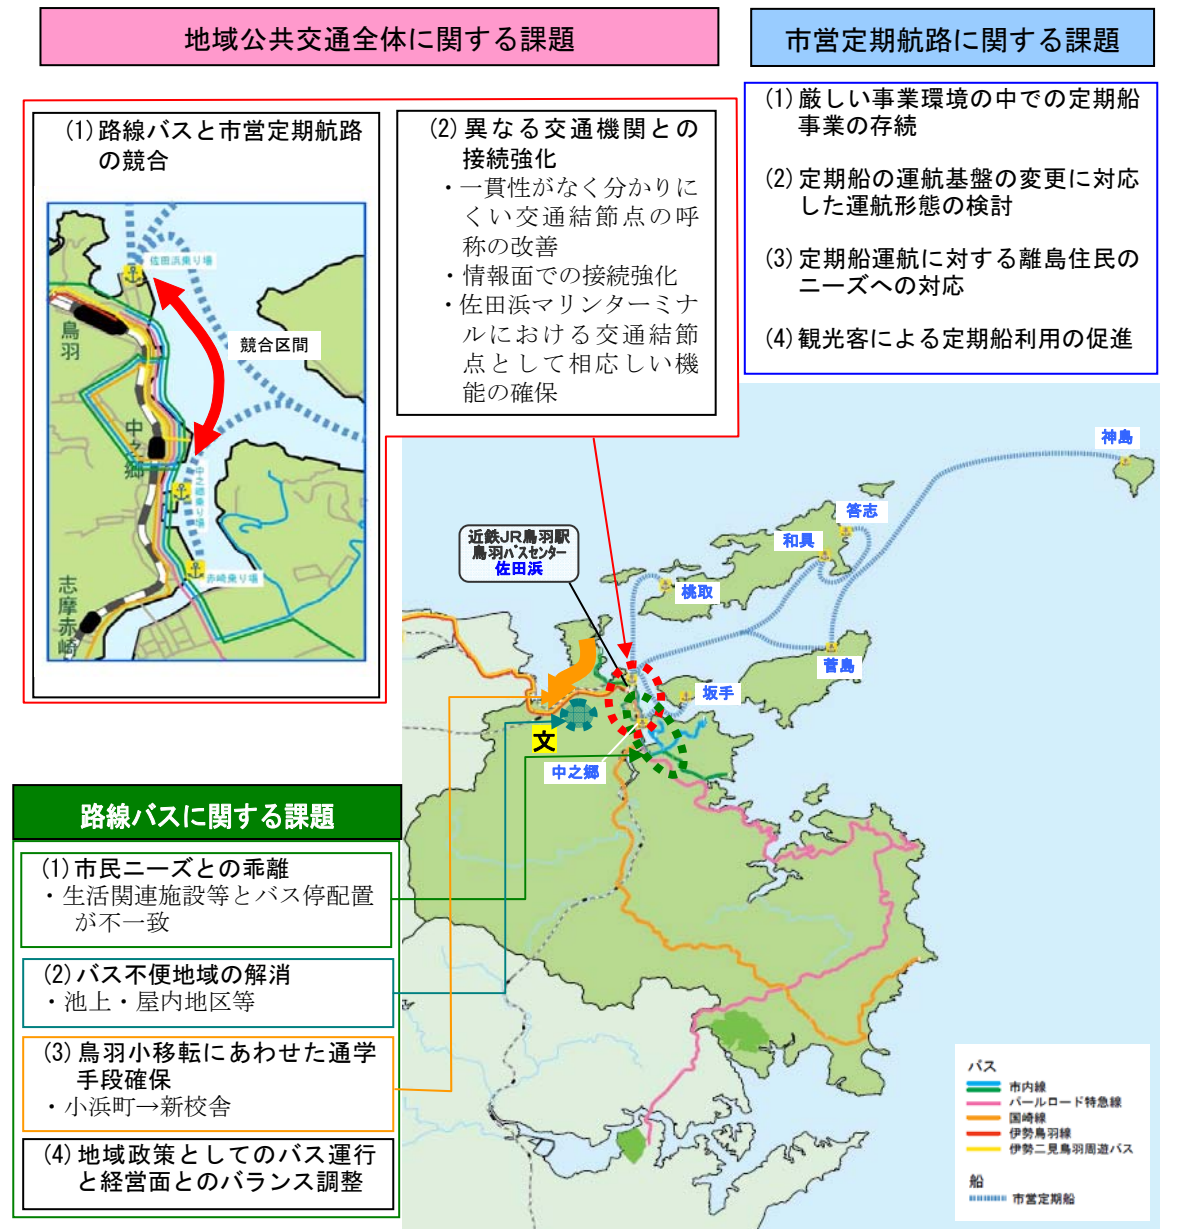 地域公共交通全体に関する課題
市営定期航路に関する課題
(1) 路線バスと市営定期航路
の競合
佐田浜乗り場
鳥羽
競合区間
中之郷
中之郷乗り場
赤崎乗り場
志摩赤崎
(2) 異なる交通機関との
接続強化
・一貫性がなく分かりに
くい交通結節点の呼
称の改善
・情報面での接続強化
・佐田浜マリンターミナ
ルにおける交通結節
点として相応しい機
能の確保
(1) 厳しい事業環境の中での定期船
事業の存続
(2) 定期船の運航基盤の変更に対応
した運航形態の検討
(3) 定期船運航に対する離島住民の
ニーズへの対応
(4) 観光客による定期船利用の促進
神島
答志
和具
近鉄JR鳥羽駅
鳥羽バスセンター
佐田浜
桃取
菅島
坂手
文
中之郷
路線バスに関する課題
(1) 市民ニーズとの乖離
・生活関連施設等とバス停配置
が不一致
(2) バス不便地域の解消
・池上・屋内地区等
(3) 鳥羽小移転にあわせた通学
手段確保
・小浜町→新校舎
(4) 地域政策としてのバス運行
と経営面とのバランス調整
バス
市内線
パールロード特急線
国崎線
伊勢鳥羽線
伊勢二見鳥羽周遊バス
船
市営定期船